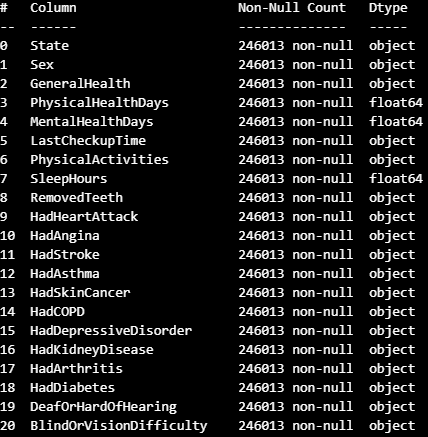 #   Column                    Non-Null Count   Dtype
--  ------                    --------------   -----
0   State                     246013 non-null  object
1   Sex                       246013 non-null  object
2   GeneralHealth             246013 non-null  object
3   PhysicalHealthDays        246013 non-null  float64
4   MentalHealthDays          246013 non-null  float64
5   LastCheckupTime           246013 non-null  object
6   PhysicalActivities        246013 non-null  object
7   SleepHours                246013 non-null  float64
8   RemovedTeeth              246013 non-null  object
9   HadHeartAttack            246013 non-null  object
10  HadAngina                 246013 non-null  object
11  HadStroke                 246013 non-null  object
12  HadAsthma                 246013 non-null  object
13  HadSkinCancer             246013 non-null  object
14  HadCOPD                   246013 non-null  object
15  HadDepressiveDisorder     246013 non-null  object
16  HadKidneyDisease          246013 non-null  object
17  HadArthritis              246013 non-null  object
18  HadDiabetes               246013 non-null  object
19  DeafOrHardOfHearing       246013 non-null  object
20  BlindOrVisionDifficulty   246013 non-null  object